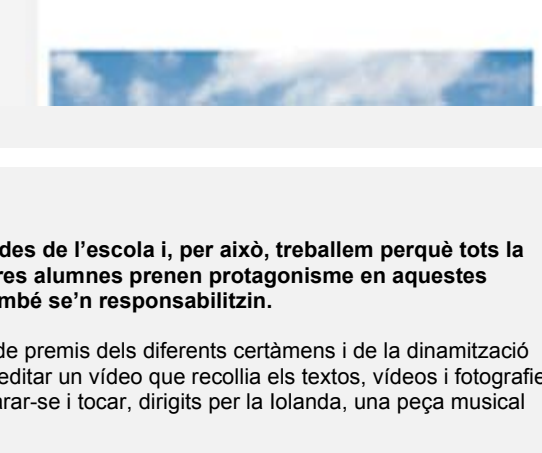 des de l’escola i, per això, treballem perquè tots la
res alumnes prenen protagonisme en aquestes
ambé se’n responsabilitzin.
de premis dels diferents certàmens i de la dinamització
editar un vídeo que recollia els textos, vídeos i fotografie
rar-se i tocar, dirigits per la Iolanda, una peça musical